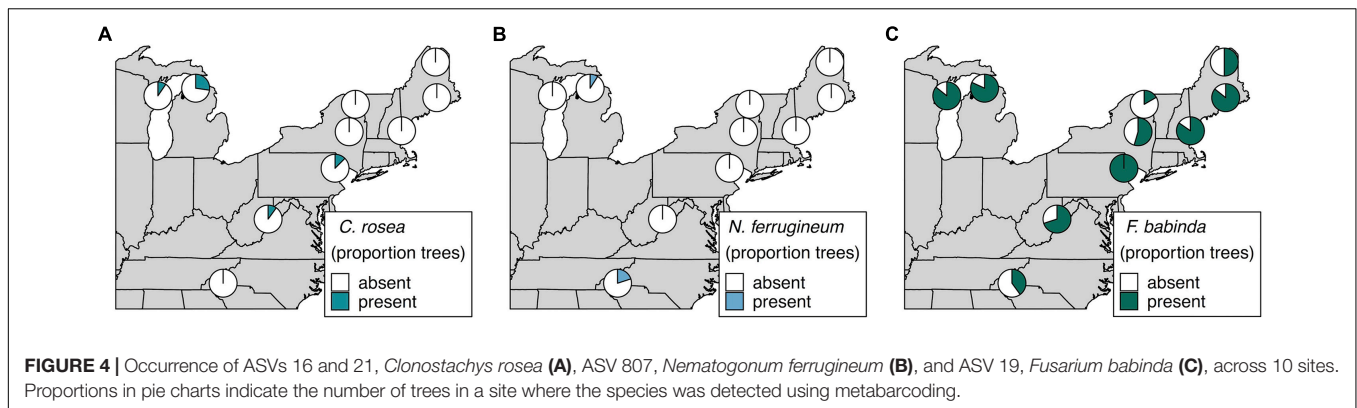 A
B
C
C. rosea
(proportion trees)
absent
present
N. ferrugineum
(proportion trees)
absent
present
F. babinda
(proportion trees)
absent
present
FIGURE 4 | Occurrence of ASVs 16 and 21, Clonostachys rosea (A), ASV 807, Nematogonum ferrugineum (B), and ASV 19, Fusarium babinda (C), across 10 sites.
Proportions in pie charts indicate the number of trees in a site where the species was detected using metabarcoding.